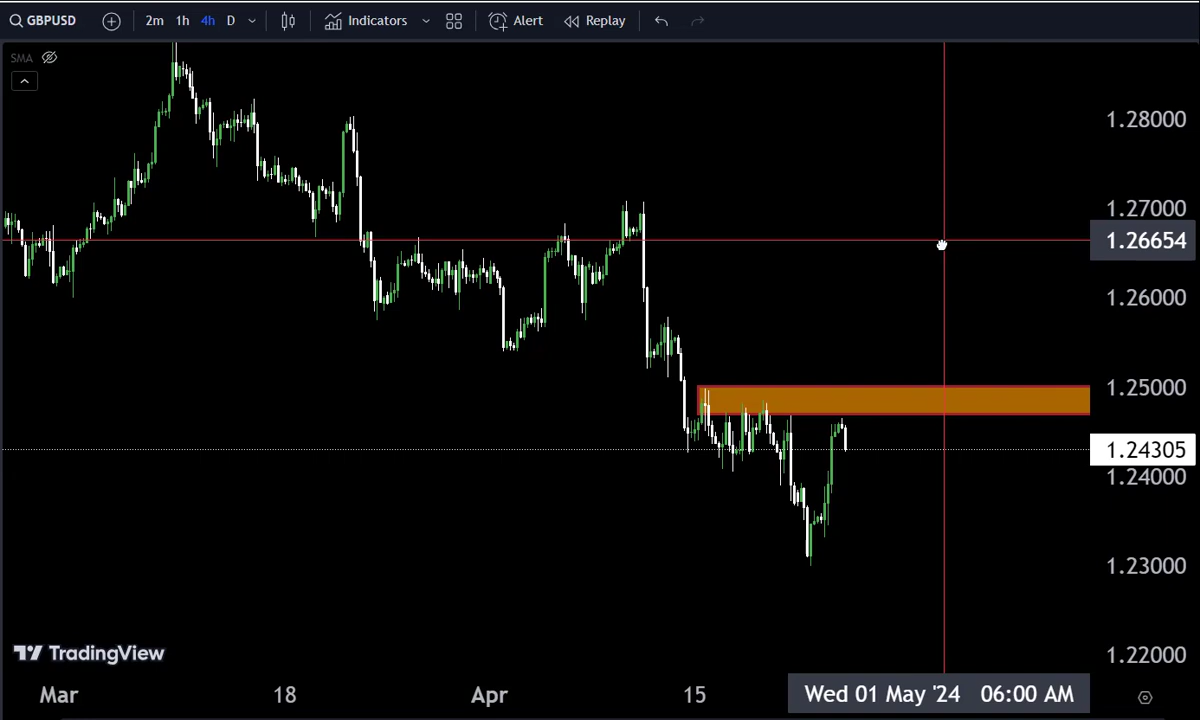 GBPUSD 2m 1h 4h D Indicators Alert Replay
SMA
1.28000
1.27000
1.26654
1.26000
1.25000
1.24305
1.24000
1.23000
1.22000
TradingView
Mar 18 Apr 15 Wed 01 May '24 06:00 AM